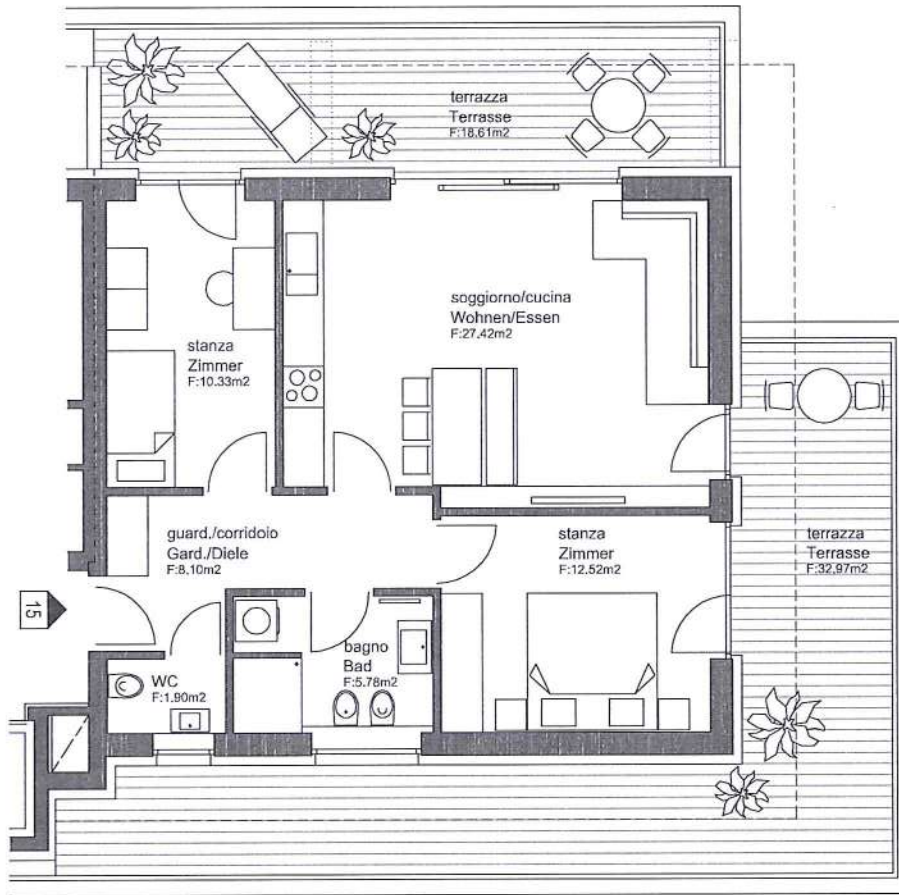 terrazza
Terrasse
F:18.61m2
soggiorno/cucina
Wohnen/Essen
F:27,42m2
stanza
Zimmer
F:10.33m2
guard./corridoio
Gard./Diele
F:8,10m2
stanza
Zimmer
F:12.52m2
terrazza
Terrasse
F:32,97m2
15
bagno
Bad
F:5.78m2
WC
F:1.90m2